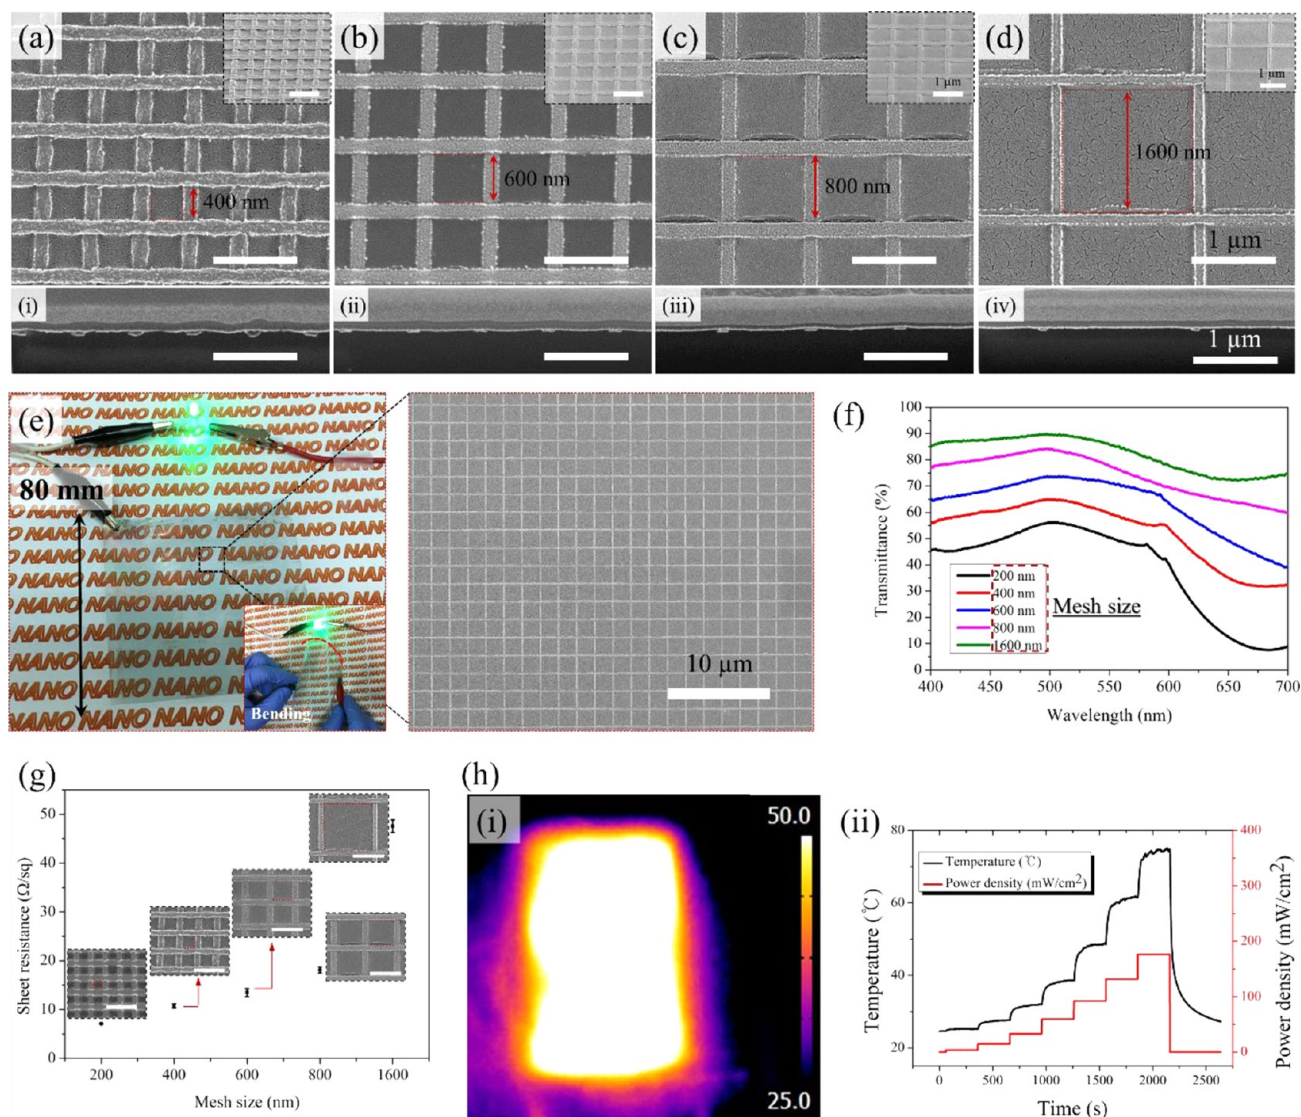 (a)
400 nm
(b)
600 nm
(c)
1 µm
800 nm
(d)
1 µm
1600 nm
1 µm
(i)
(ii)
(iii)
(iv)
1 µm
(e)
80 mm
NANO NANO NANO NANO
Bending
10 µm
(f)
100
90
80
70
60
50
40
30
20
10
0
Transmittance (%)
200 nm
400 nm
600 nm
800 nm
1600 nm
Mesh size
400
450
500
550
600
650
700
Wavelength (nm)
(g)
50
40
30
20
10
0
Sheet resistance (Ω/sq)
200
400
600
800
1600
Mesh size (nm)
(h)
(i)
50.0
25.0
(ii)
80
60
40
20
Temperature (℃)
Temperature (℃)
Power density (mW/cm2)
400
300
200
100
0
Power density (mW/cm2)
0
500
1000
1500
2000
2500
Time (s)